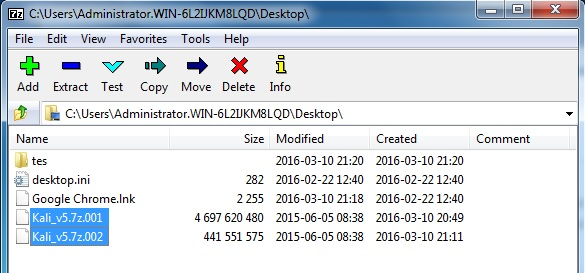 7z C:\Users\Administrator.WIN-6L2IJKM8LQD\Desktop\
File Edit View Favorites Tools Help
Add Extract Test Copy Move Delete Info
C:\Users\Administrator.WIN-6L2IJKM8LQD\Desktop\
Name Size Modified Created Comment
tes 2016-03-10 21:20 2016-03-10 21:20
desktop.ini 282 2016-02-22 12:40 2016-02-22 12:40
Google Chrome.lnk 2 255 2016-03-10 21:18 2016-02-22 12:40
Kali_v5.7z.001 4 697 620 480 2015-06-05 08:38 2016-03-10 20:49
Kali_v5.7z.002 441 551 575 2015-06-05 08:38 2016-03-10 21:11